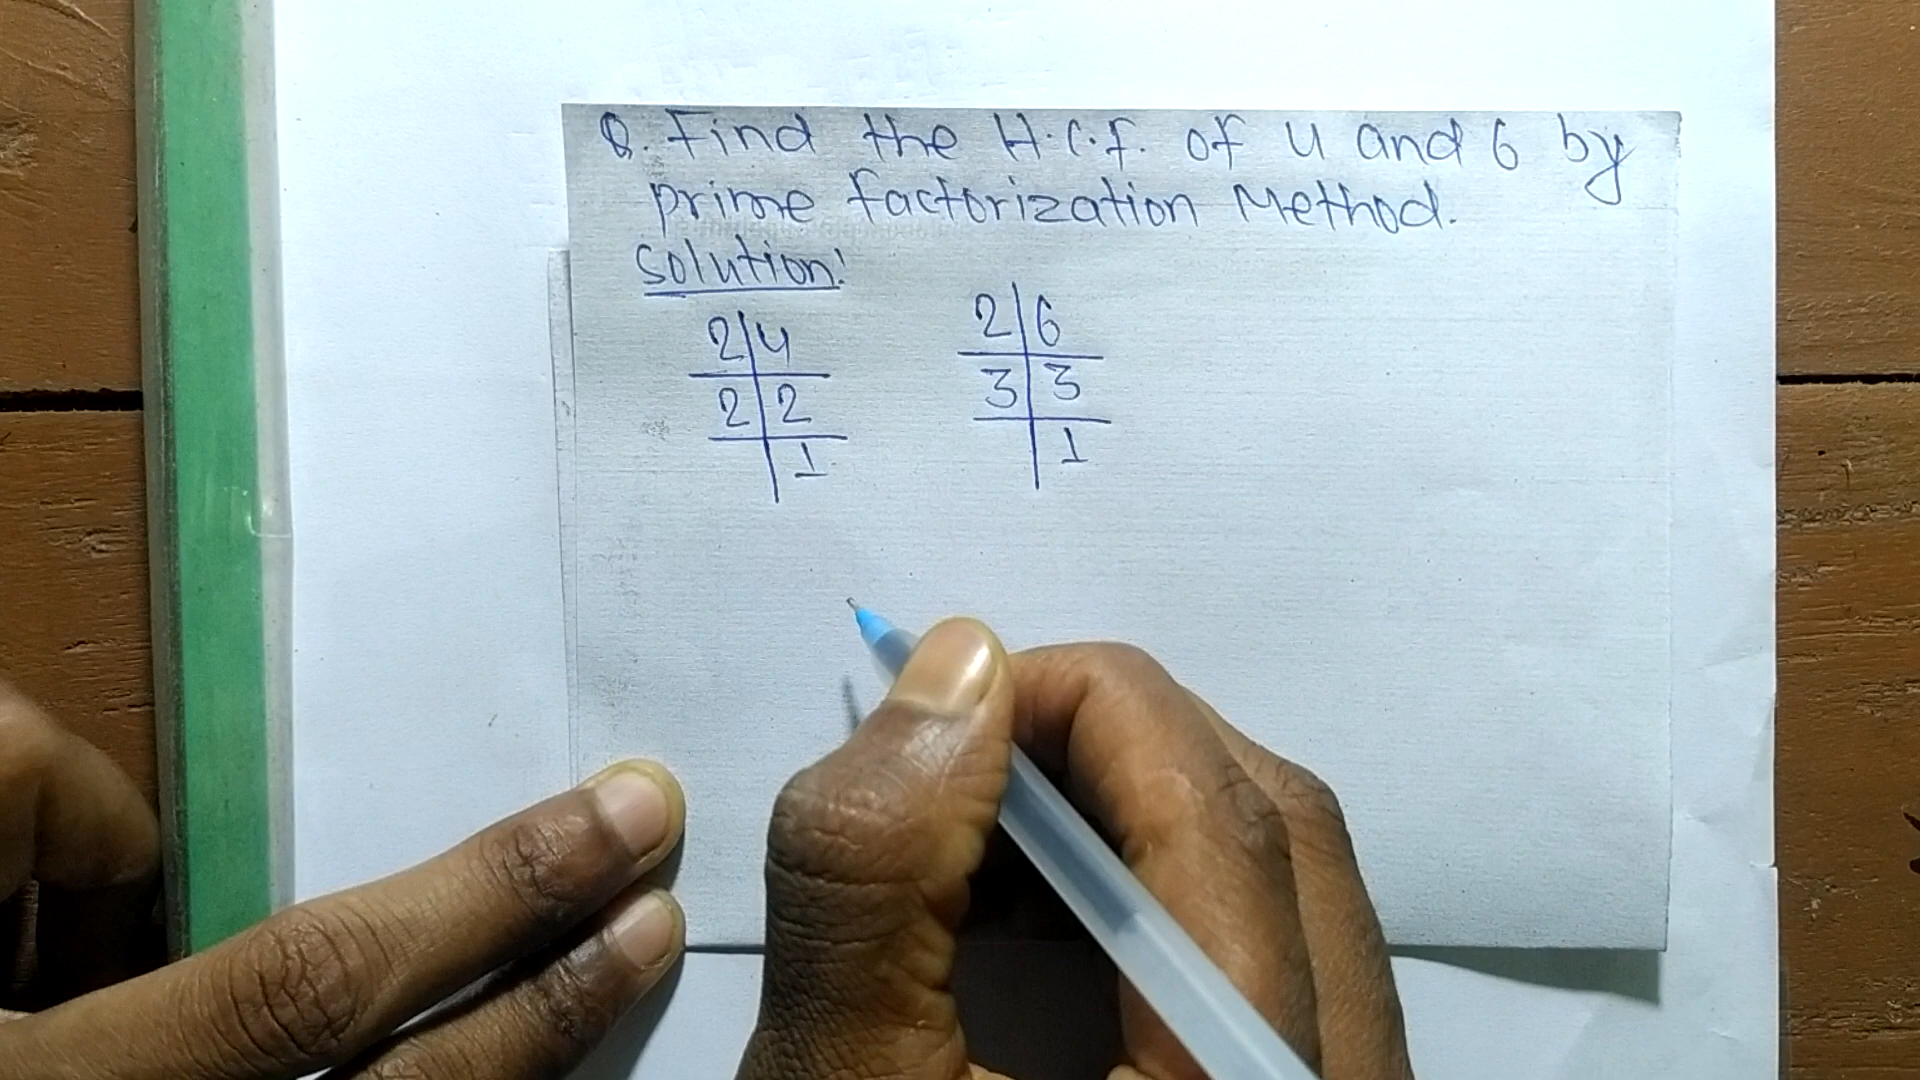 Q. Find the H.C.F. of 4 and 6 by
prime factorization Method.
Solution:
2 4
2 2
1
2 6
3 3
1